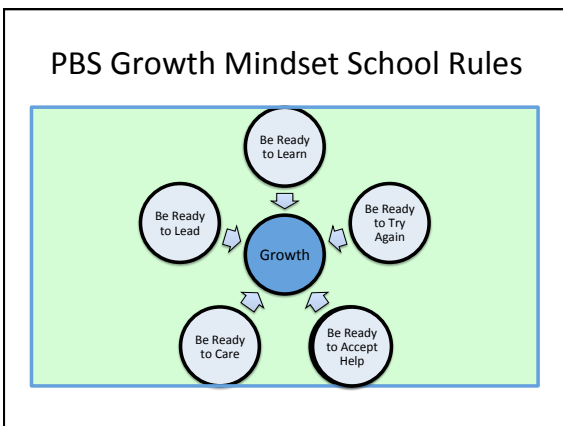 PBS Growth Mindset School Rules
Be Ready
to Learn
Be Ready
to Lead
Be Ready
to Try
Again
Growth
Be Ready
to Care
Be Ready
to Accept
Help